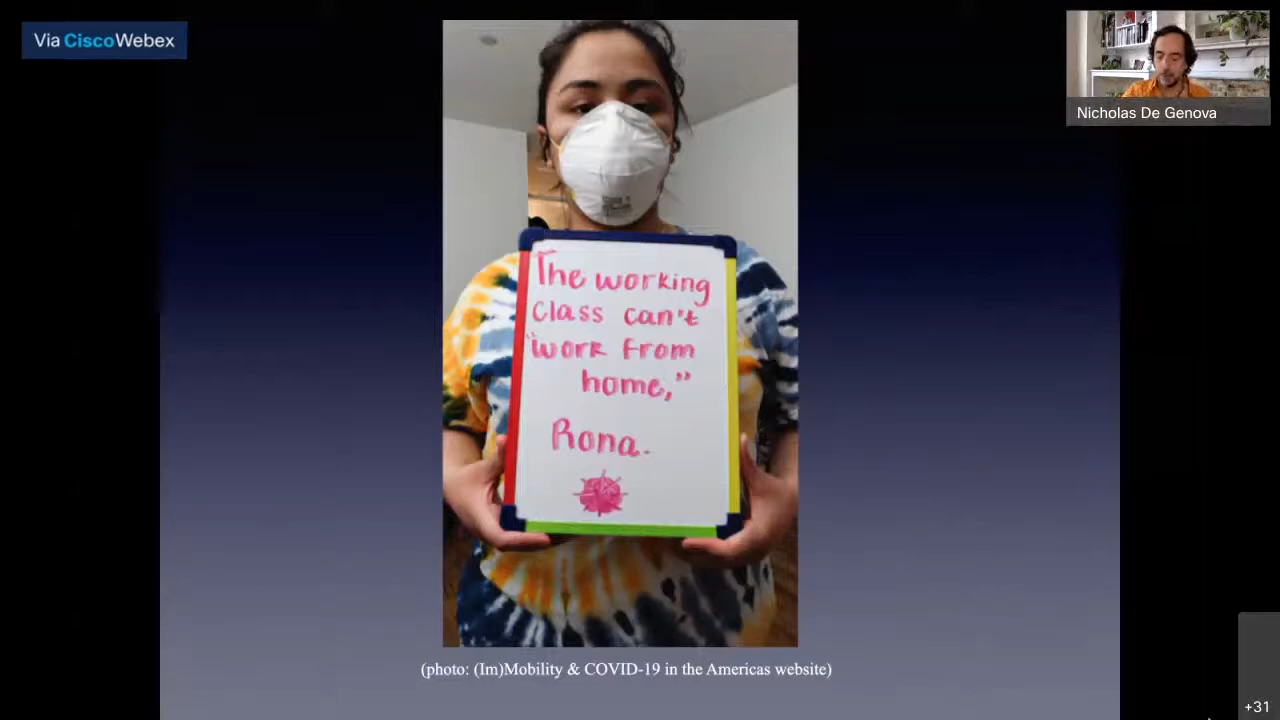 Via CiscoWebex
Nicholas De Genova
The working
class can't
"work from
home,"
Rona.
(photo: (Im)Mobility & COVID-19 in the Americas website)
+31